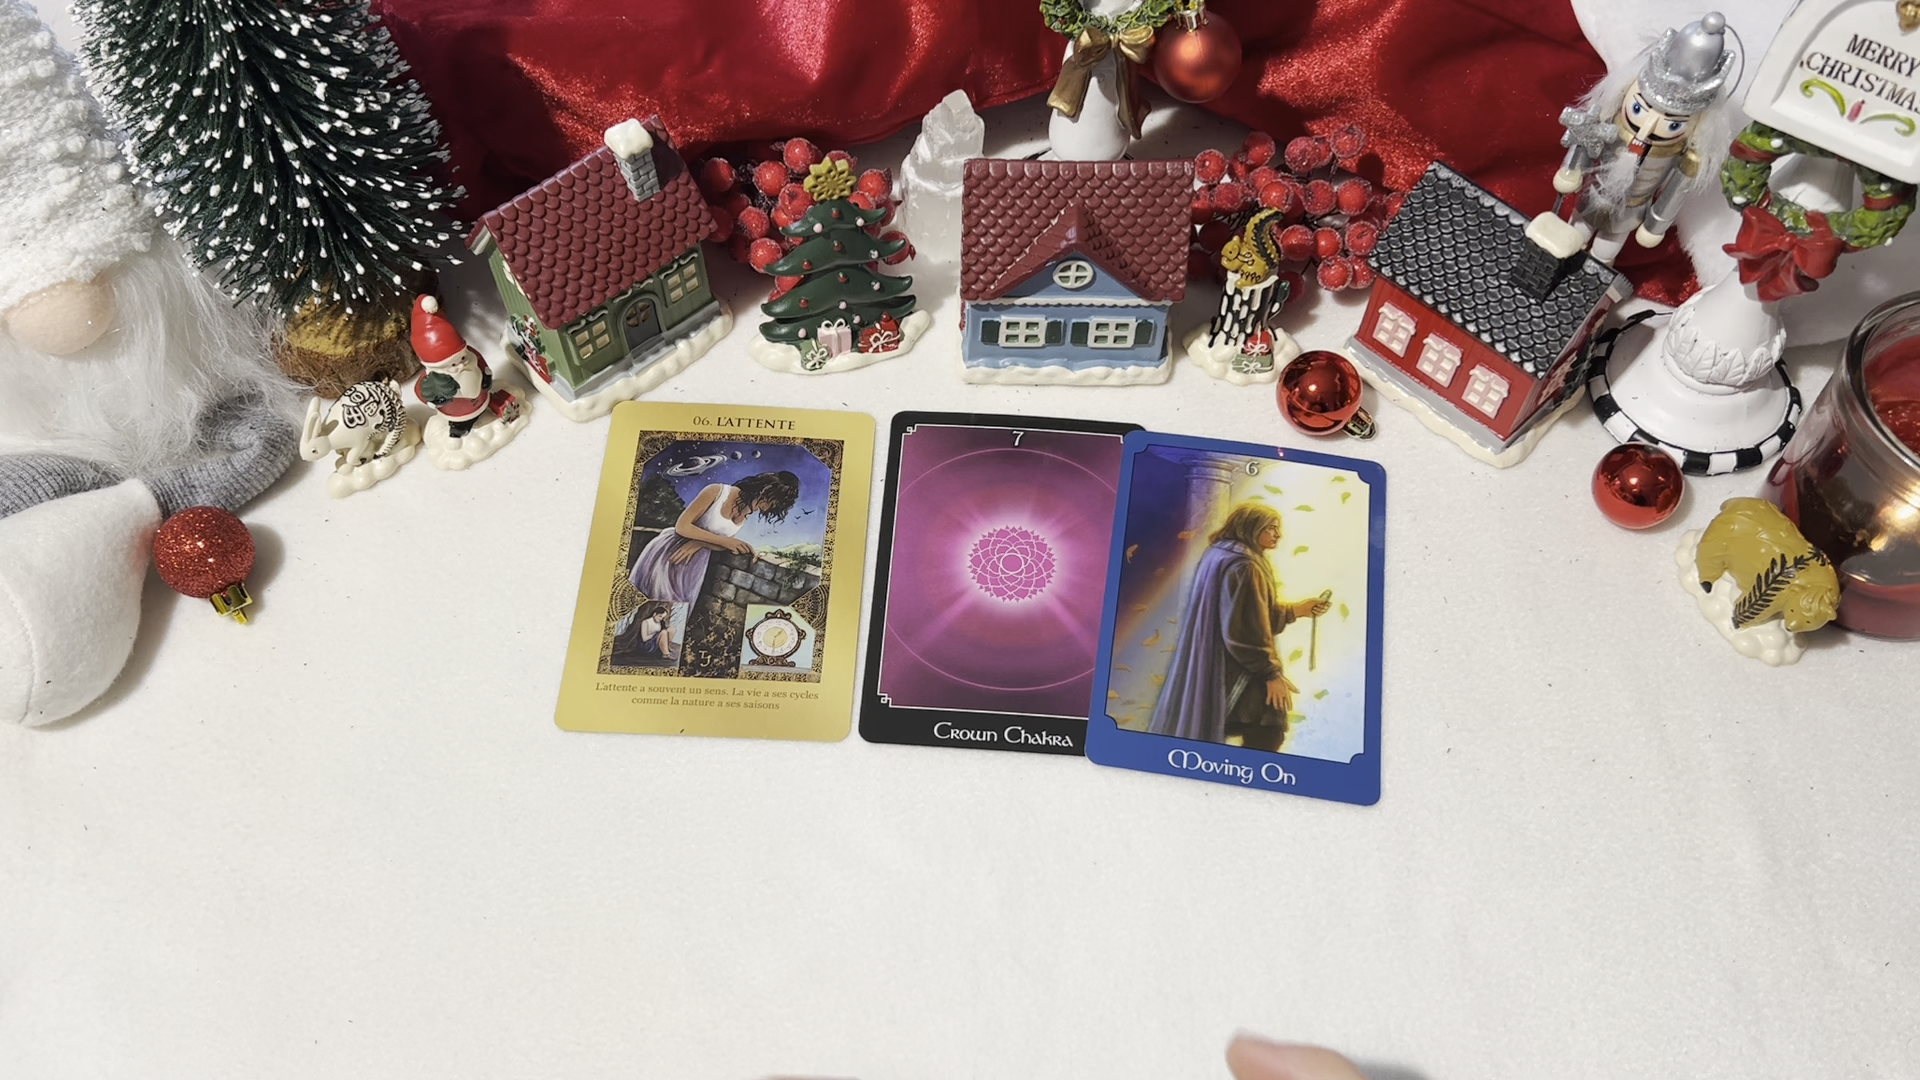 MERRY
CHRISTMA
06. L'ATTENTE
L'attente a souvent un sens. La vie a ses cycles
comme la nature a ses saisons
7
Crown Chakra
6
Moving On